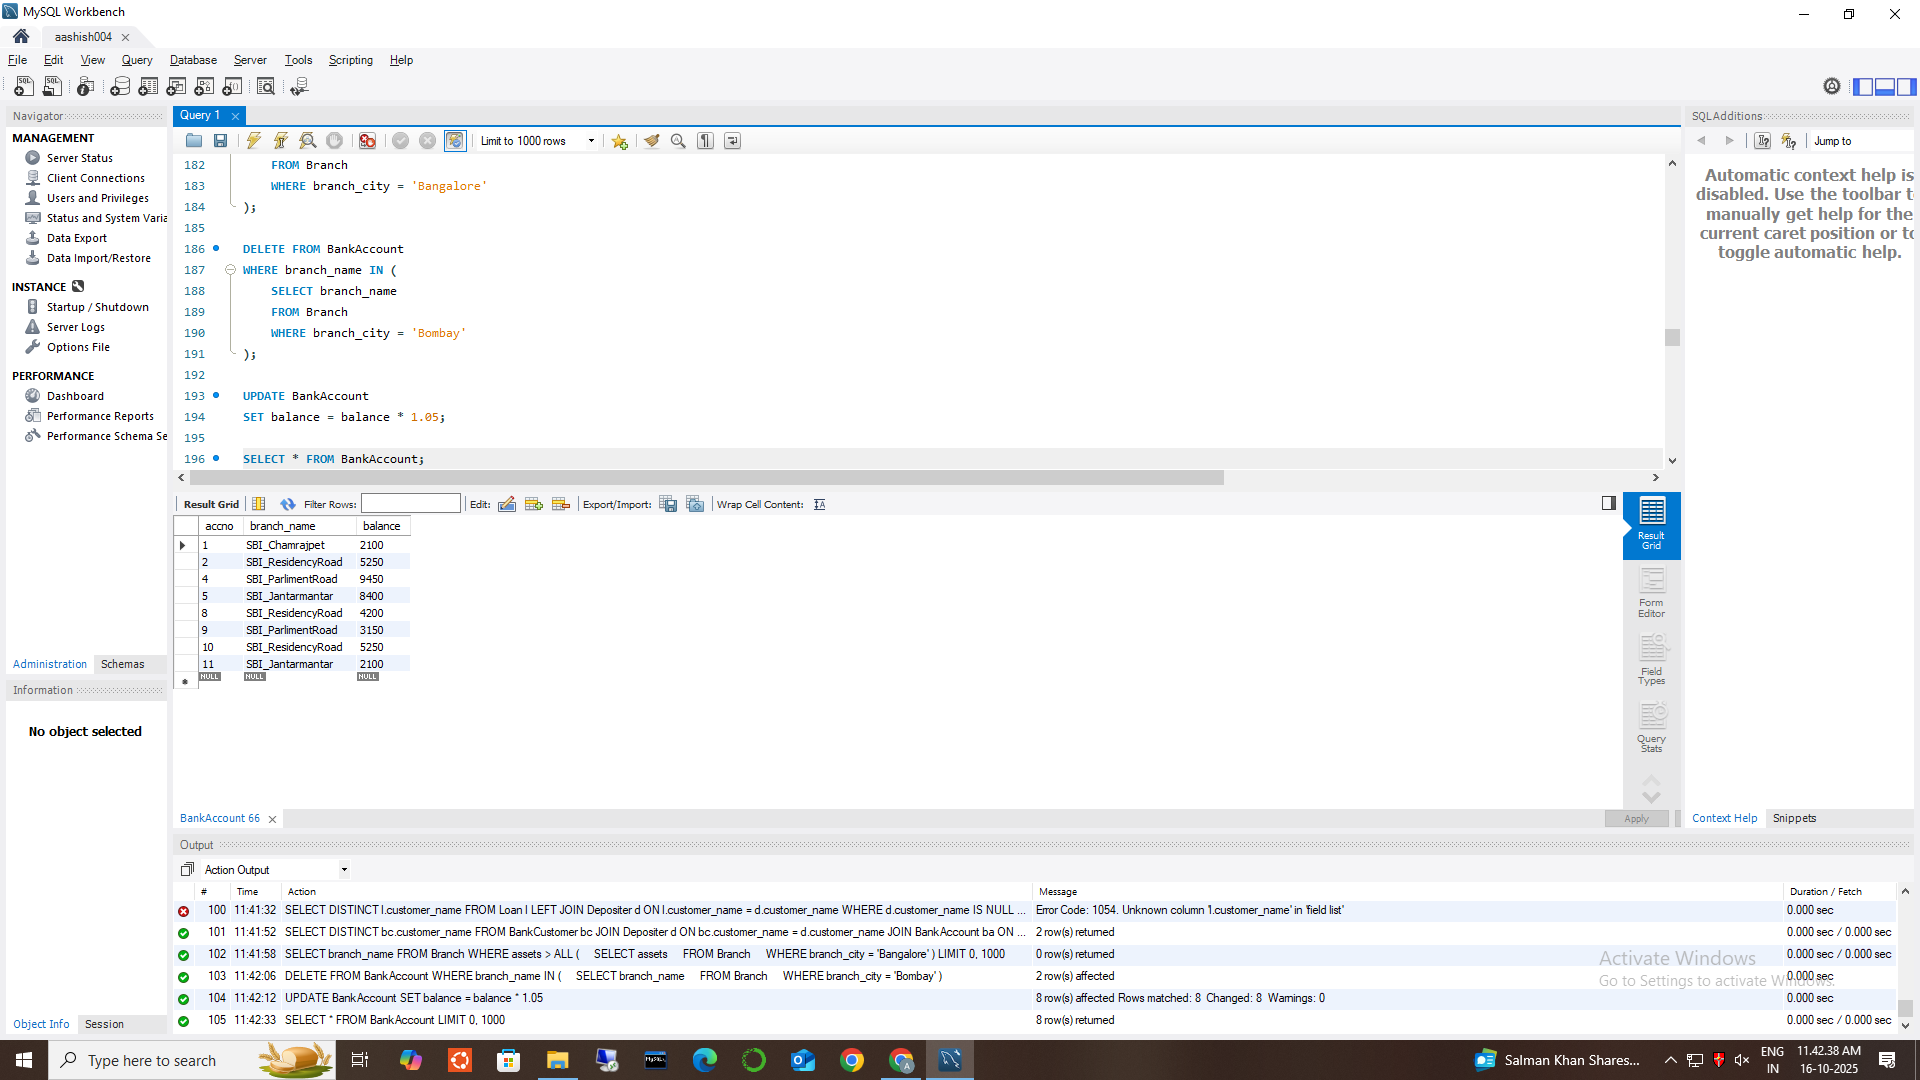 MySQL Workbench
aashish004
File Edit View Query Database Server Tools Scripting Help
Navigator
MANAGEMENT
Server Status
Client Connections
Users and Privileges
Status and System Varia
Data Export
Data Import/Restore
INSTANCE
Startup / Shutdown
Server Logs
Options File
PERFORMANCE
Dashboard
Performance Reports
Performance Schema Se
Administration Schemas
Information
No object selected
Object Info Session
Query 1
Limit to 1000 rows
182 FROM Branch
183 WHERE branch_city = 'Bangalore'
184 );
185
186 DELETE FROM BankAccount
187 WHERE branch_name IN (
188 SELECT branch_name
189 FROM Branch
190 WHERE branch_city = 'Bombay'
191 );
192
193 UPDATE BankAccount
194 SET balance = balance * 1.05;
195
196 SELECT * FROM BankAccount;
Result Grid Filter Rows: Edit: Export/Import: Wrap Cell Content:
accno branch_name balance
1 SBI_Chamrajpet 2100
2 SBI_ResidencyRoad 5250
4 SBI_ParlimentRoad 9450
5 SBI_Jantarmantar 8400
8 SBI_ResidencyRoad 4200
9 SBI_ParlimentRoad 3150
10 SBI_ResidencyRoad 5250
11 SBI_Jantarmantar 2100
NULL NULL NULL
Result Grid
Form Editor
Field Types
Query Stats
BankAccount 66
Apply
SQLAdditions
Jump to
Automatic context help is
disabled. Use the toolbar t
manually get help for the
current caret position or to
toggle automatic help.
Context Help Snippets
Output
Action Output
# Time Action Message Duration / Fetch
100 11:41:32 SELECT DISTINCT l.customer_name FROM Loan l LEFT JOIN Depositer d ON l.customer_name = d.customer_name WHERE d.customer_name IS NULL ... Error Code: 1054. Unknown column 'l.customer_name' in 'field list' 0.000 sec
101 11:41:52 SELECT DISTINCT bc.customer_name FROM BankCustomer bc JOIN Depositer d ON bc.customer_name = d.customer_name JOIN BankAccount ba ON ... 2 row(s) returned 0.000 sec / 0.000 sec
102 11:41:58 SELECT branch_name FROM Branch WHERE assets > ALL ( SELECT assets FROM Branch WHERE branch_city = 'Bangalore' ) LIMIT 0, 1000 0 row(s) returned 0.000 sec / 0.000 sec
103 11:42:06 DELETE FROM BankAccount WHERE branch_name IN ( SELECT branch_name FROM Branch WHERE branch_city = 'Bombay' ) 2 row(s) affected 0.000 sec
104 11:42:12 UPDATE BankAccount SET balance = balance * 1.05 8 row(s) affected Rows matched: 8 Changed: 8 Warnings: 0 0.000 sec
105 11:42:33 SELECT * FROM BankAccount LIMIT 0, 1000 8 row(s) returned 0.000 sec / 0.000 sec
Activate Windows
Go to Settings to activate Windows.
Type here to search
Salman Khan Shares...
ENG
IN
11.42.38 AM
16-10-2025